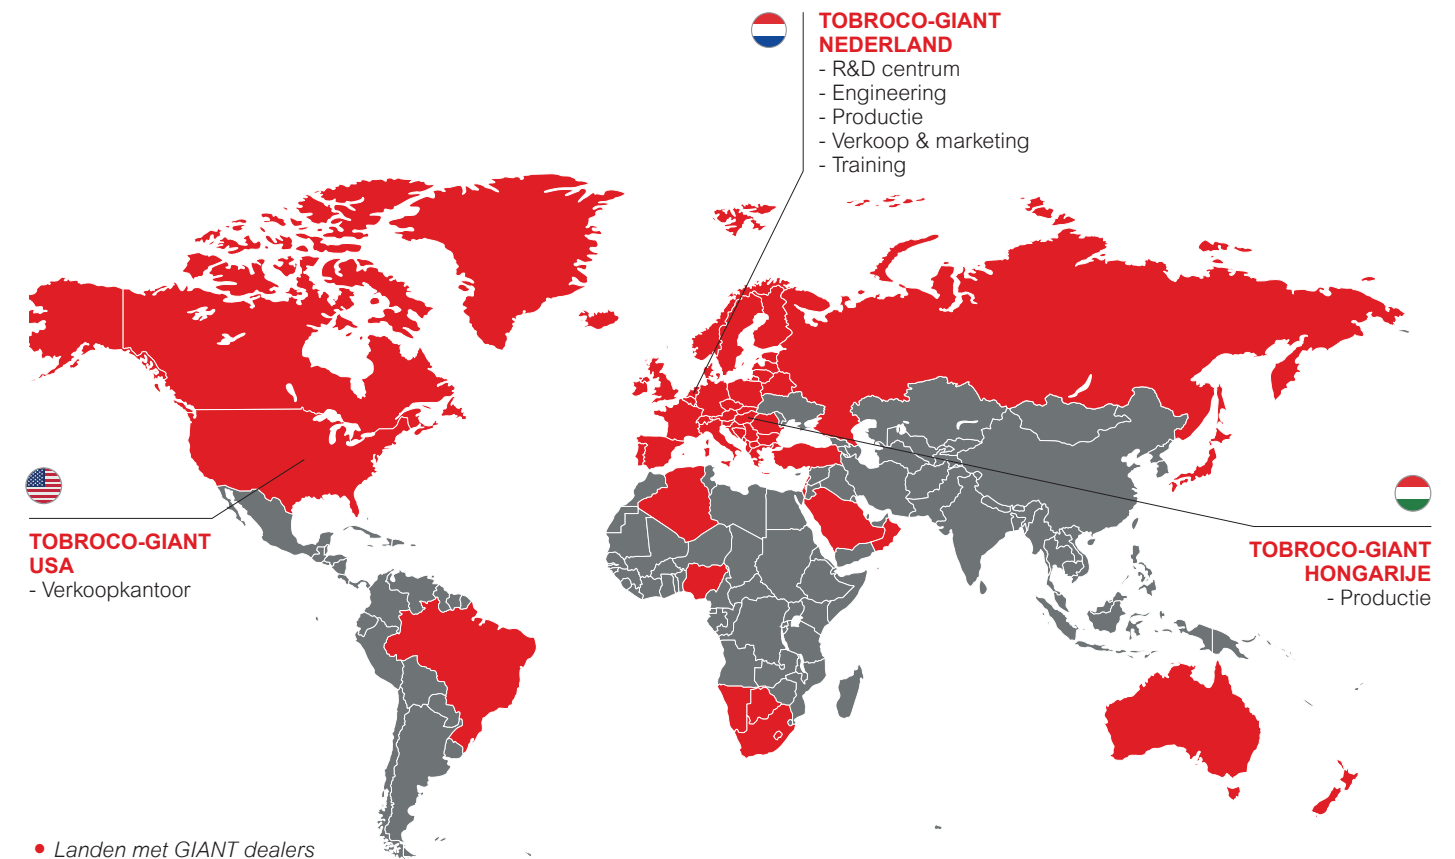 TOBROCO-GIANT
NEDERLAND
- R&D centrum
- Engineering
- Productie
- Verkoop & marketing
- Training
TOBROCO-GIANT
USA
- Verkoopkantoor
TOBROCO-GIANT
HONGARIJE
- Productie
• Landen met GIANT dealers